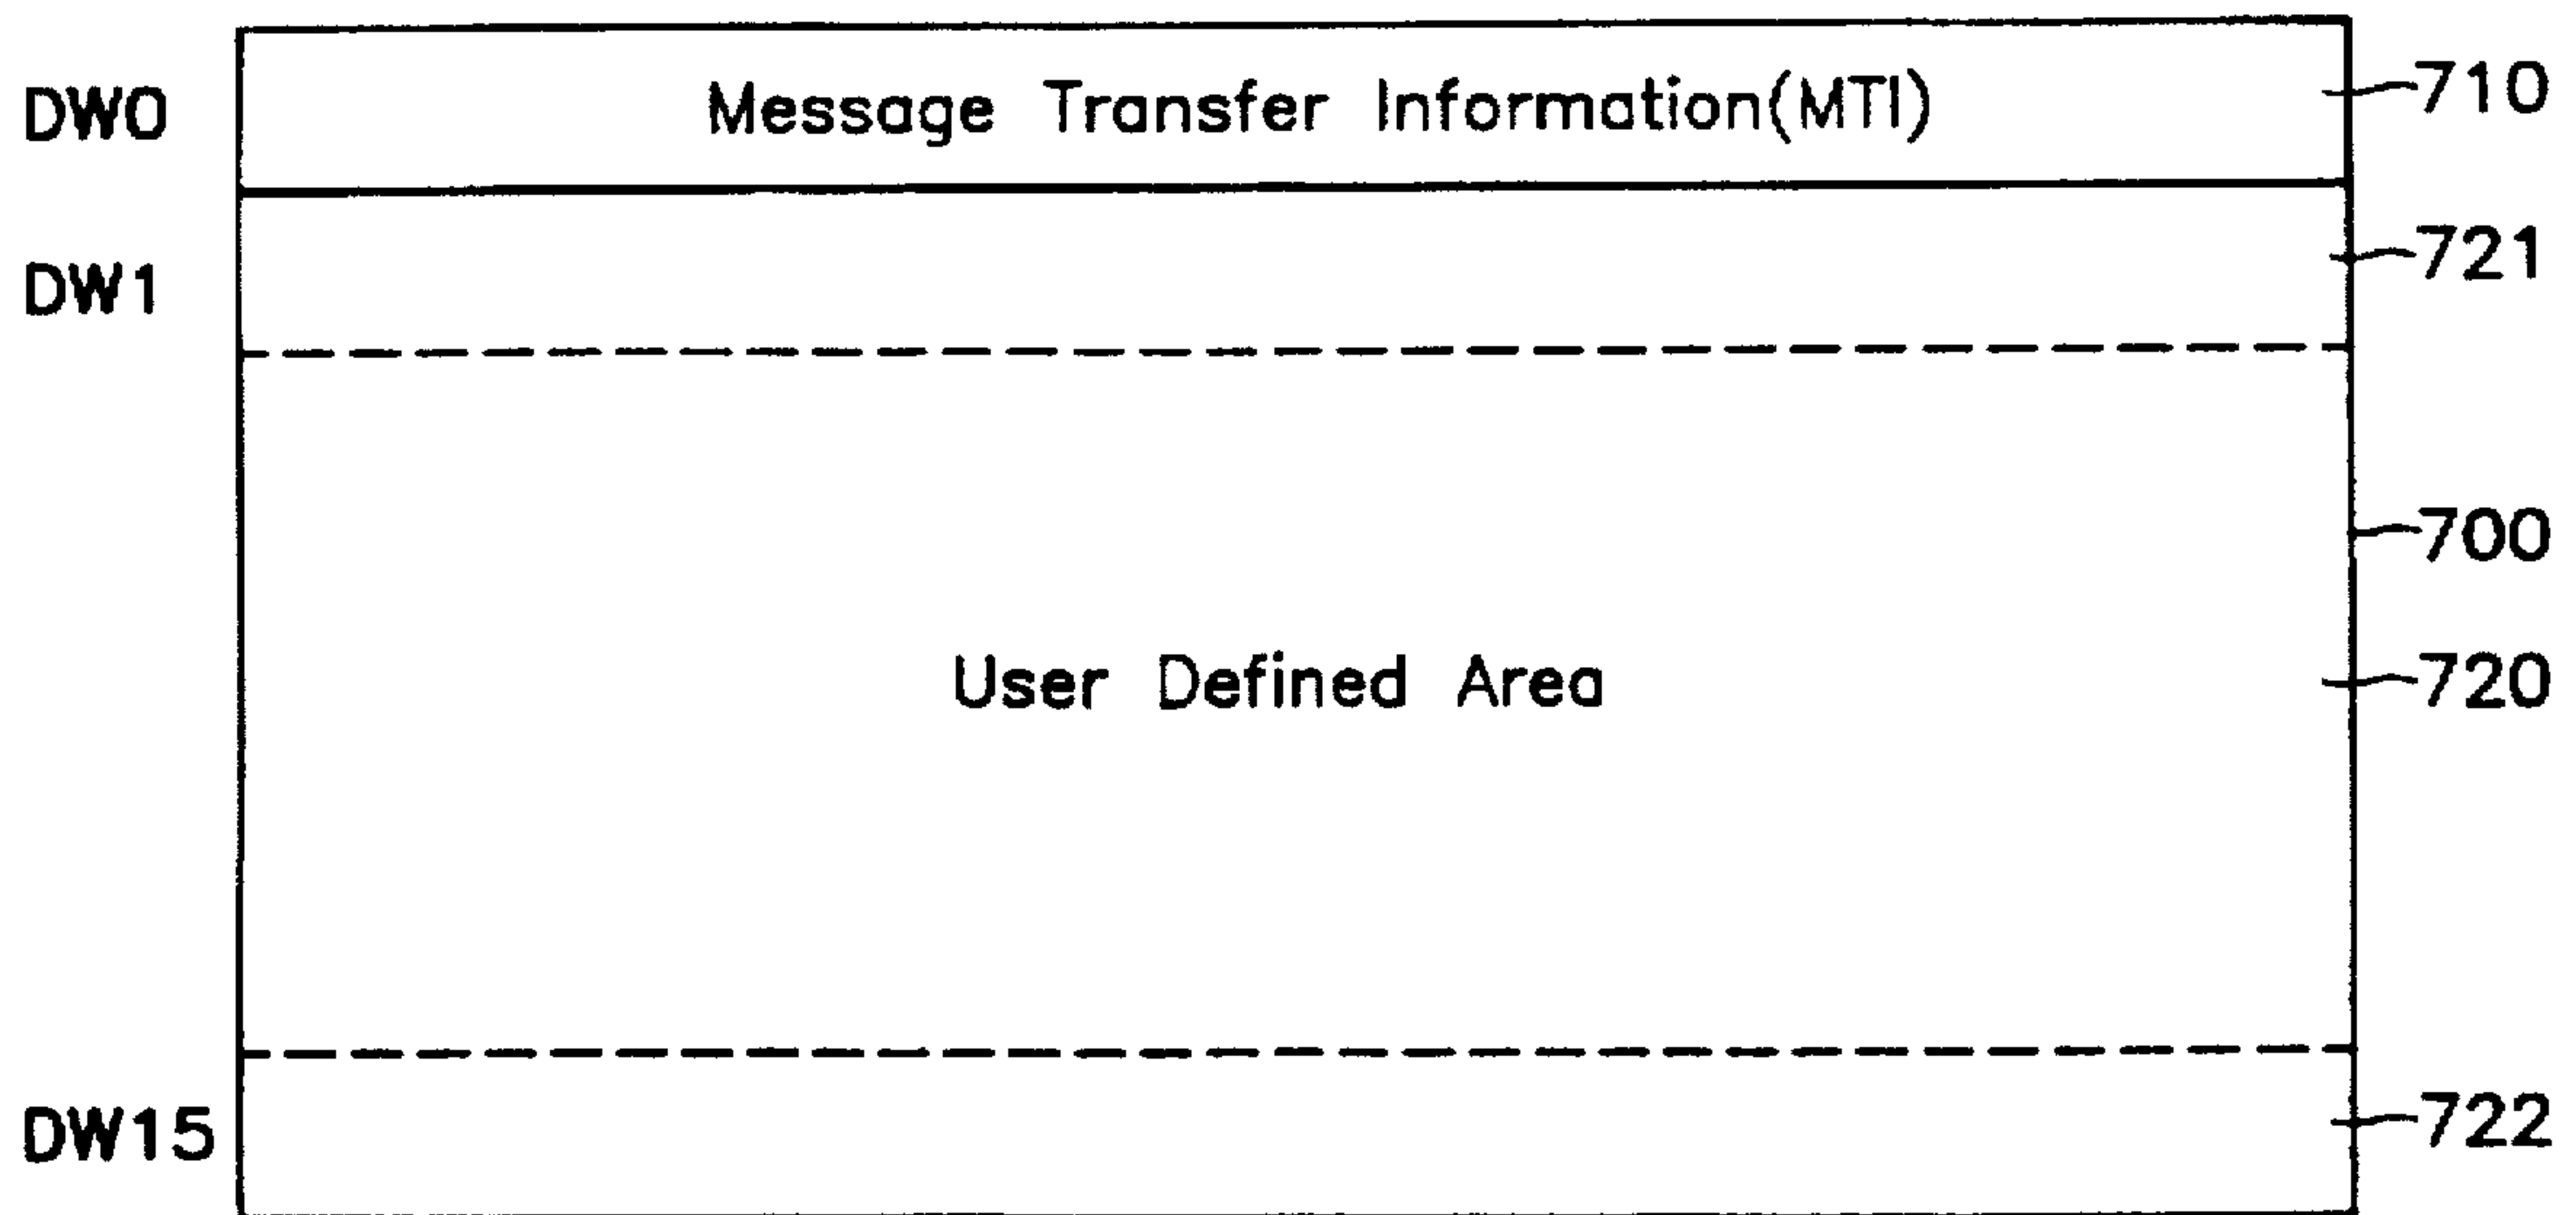 DW0 Message Transfer Information(MTI) 710
DW1 721
700
User Defined Area 720
DW15 722